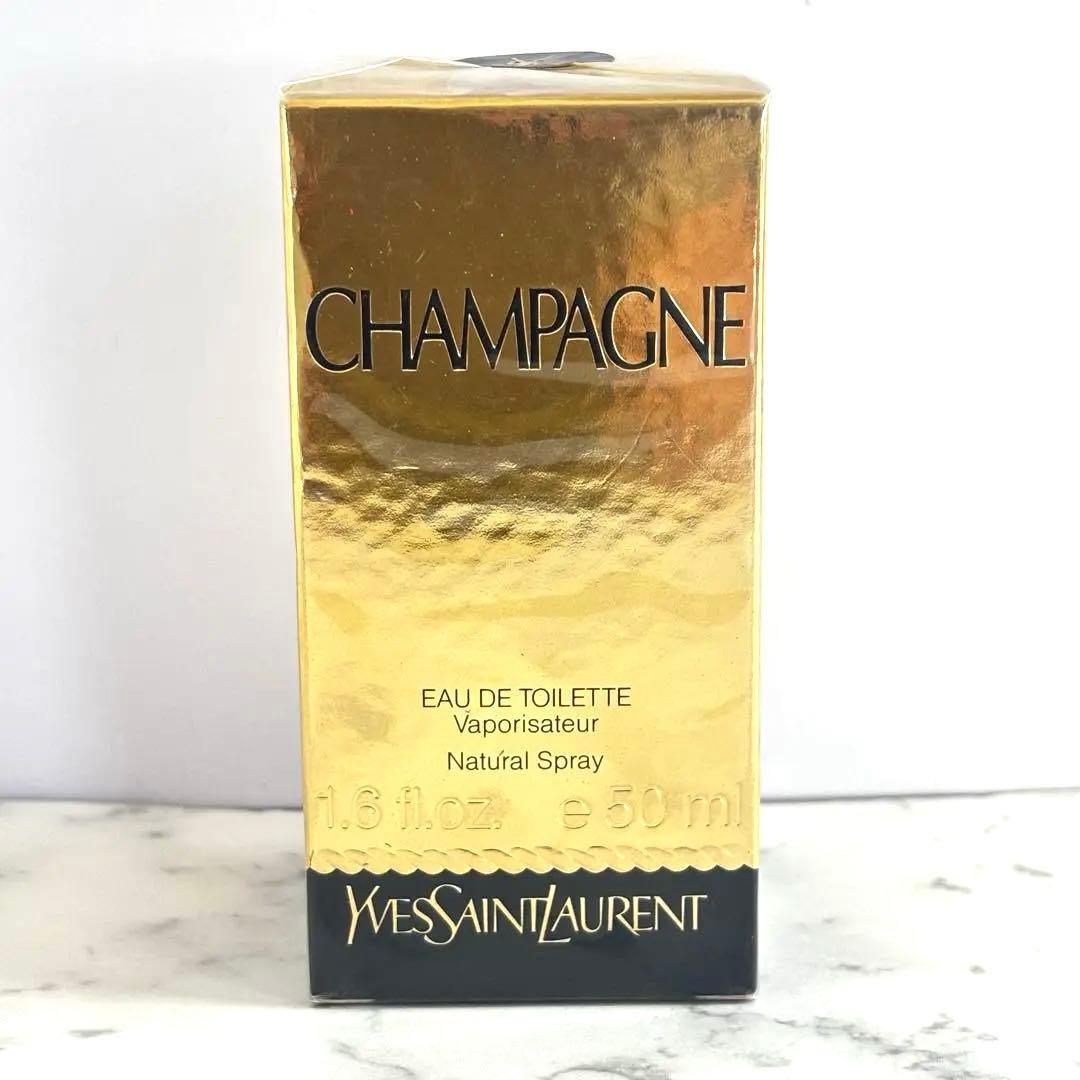 CHAMPAGNE
EAU DE TOILETTE
Vaporisateur
Natural Spray
1.6 fl.oz. e 50 ml
YVESSAINTLAURENT